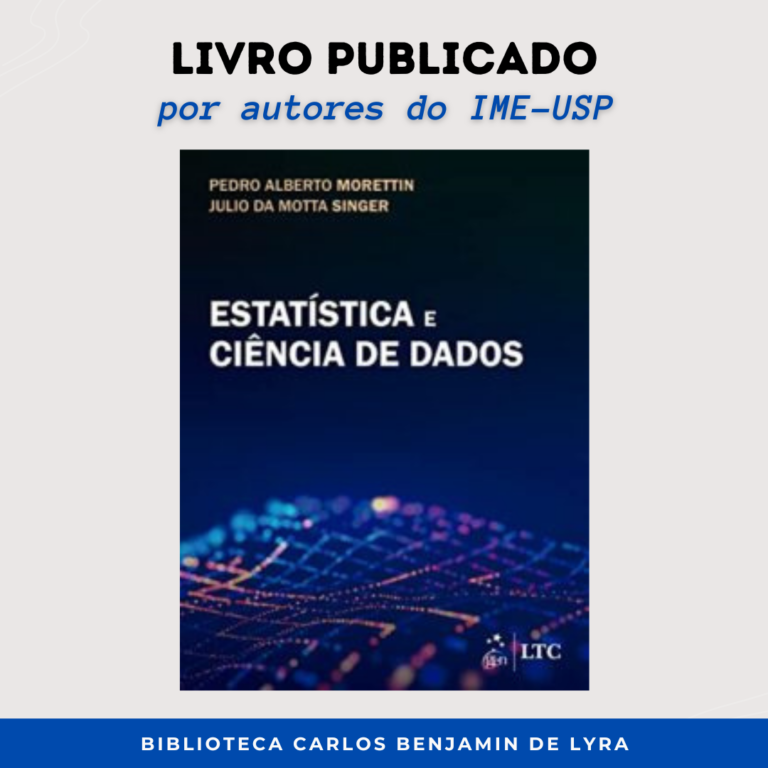 LIVRO PUBLICADO
por autores do IME-USP
PEDRO ALBERTO MORETTIN
JULIO DA MOTTA SINGER
ESTATÍSTICA E
CIÊNCIA DE DADOS
gen LTC
BIBLIOTECA CARLOS BENJAMIN DE LYRA